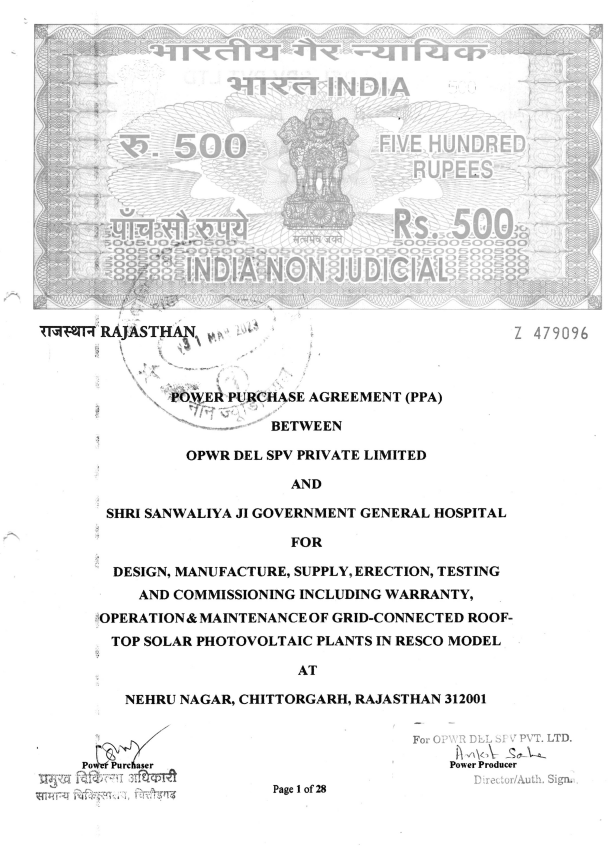 भारतीय गैर न्यायिक
भारत INDIA
रु. 500
FIVE HUNDRED
RUPEES
पाँच सौ रुपये
सत्यमेव जयते
Rs. 500
INDIA NON JUDICIAL
राजस्थान RAJASTHAN
Z 479096
31 MAR 2023
POWER PURCHASE AGREEMENT (PPA)
BETWEEN
OPWR DEL SPV PRIVATE LIMITED
AND
SHRI SANWALIYA JI GOVERNMENT GENERAL HOSPITAL
FOR
DESIGN, MANUFACTURE, SUPPLY, ERECTION, TESTING
AND COMMISSIONING INCLUDING WARRANTY,
OPERATION & MAINTENANCE OF GRID-CONNECTED ROOF-
TOP SOLAR PHOTOVOLTAIC PLANTS IN RESCO MODEL
AT
NEHRU NAGAR, CHITTORGARH, RAJASTHAN 312001
Power Purchaser
प्रमुख चिकित्सा अधिकारी
सामान्य चिकित्सालय, चित्तौड़गढ़
For OPWR DEL SPV PVT. LTD.
Ankit Saha
Power Producer
Director/Auth. Sign.
Page 1 of 28